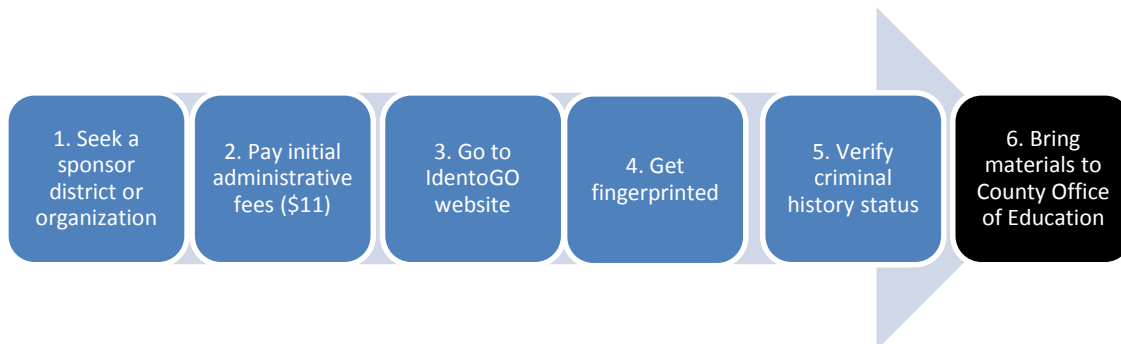 1. Seek a
sponsor
district or
organization
2. Pay initial
administrative
fees ($11)
3. Go to
IdentoGO
website
4. Get
fingerprinted
5. Verify
criminal
history status
6. Bring
materials to
County Office
of Education